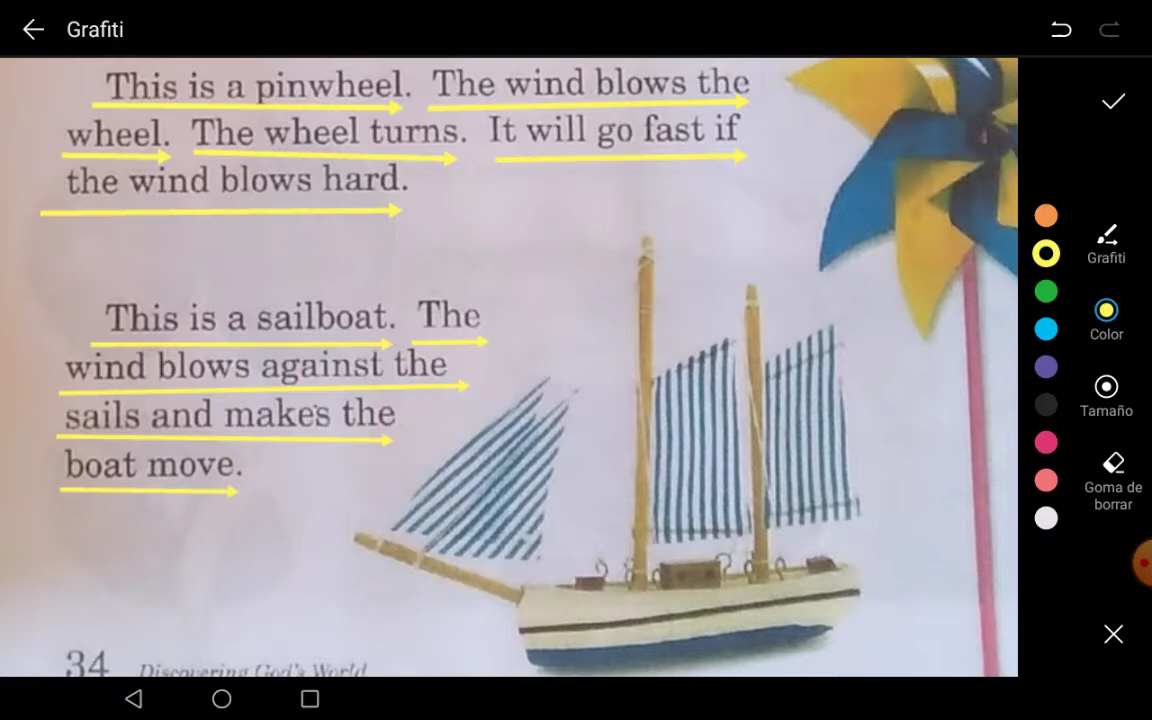 Grafiti
This is a pinwheel. The wind blows the
wheel. The wheel turns. It will go fast if
the wind blows hard.
This is a sailboat. The
wind blows against the
sails and makes the
boat move.
34 Discovering God's World
Grafiti
Color
Tamaño
Goma de
borrar